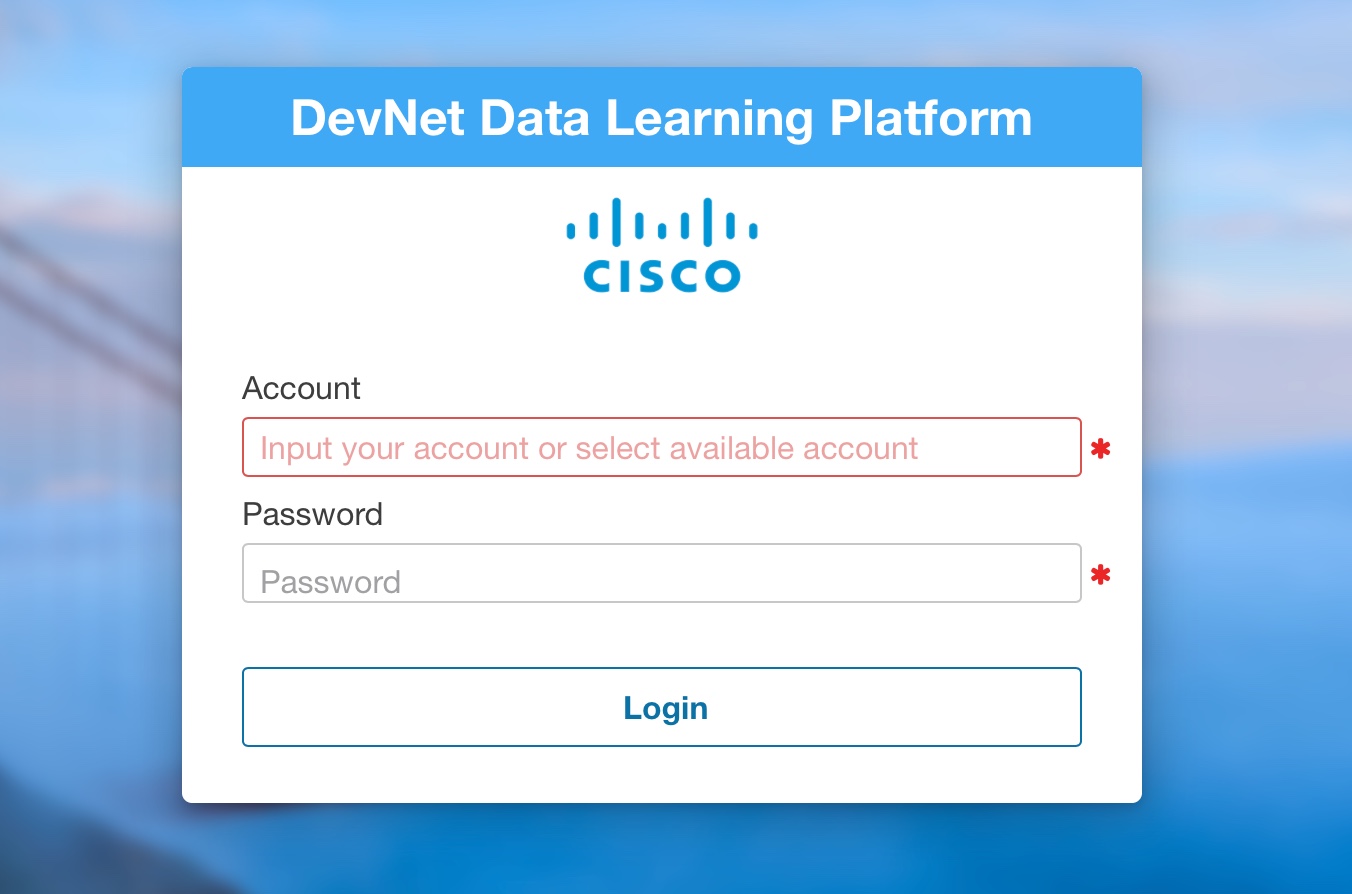 DevNet Data Learning Platform
CISCO
Account
Input your account or select available account
*
Password
Password
*
Login